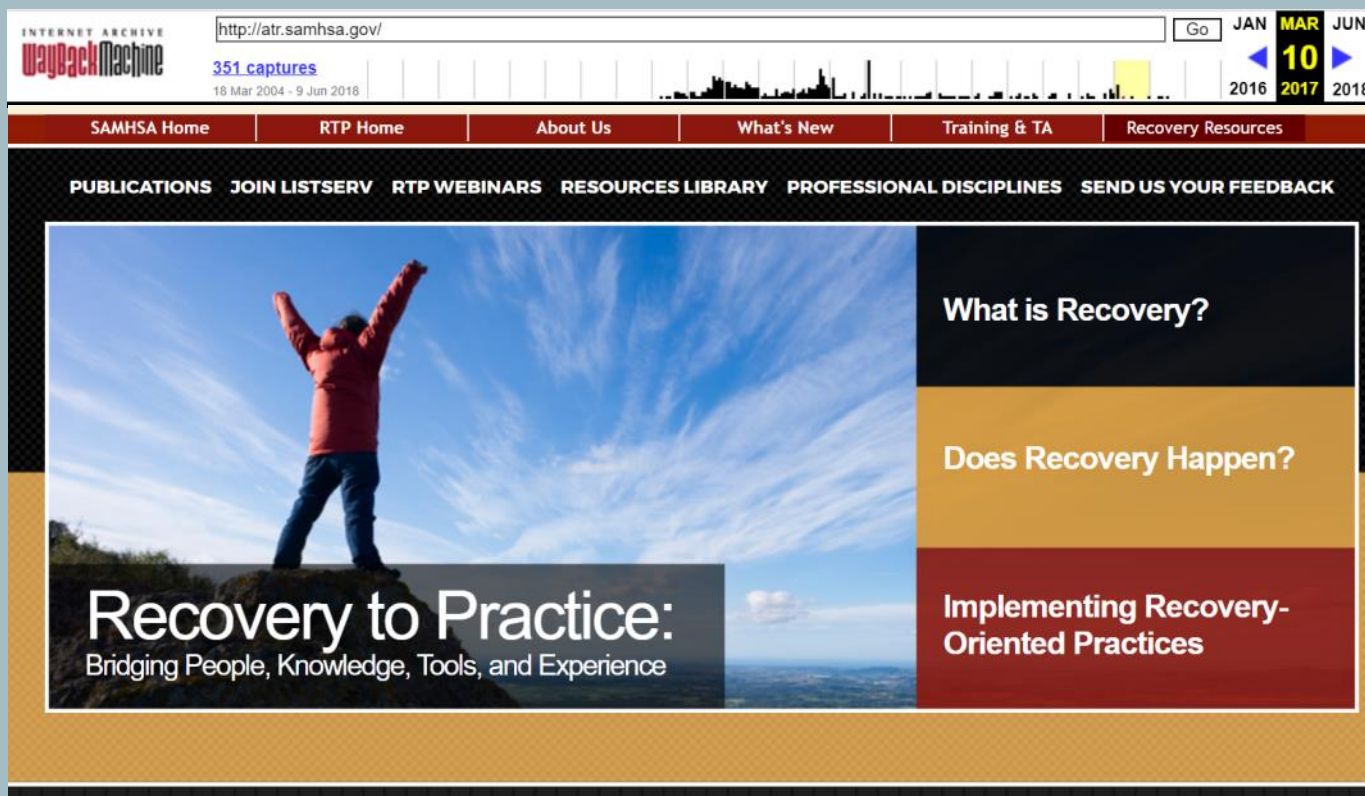 INTERNET ARCHIVE
WayBackMachine
http://atr.samhsa.gov/
Go
JAN MAR JUN
351 captures
10
18 Mar 2004 - 9 Jun 2018
2016 2017 2018
SAMHSA Home RTP Home About Us What's New Training & TA Recovery Resources
PUBLICATIONS JOIN LISTSERV RTP WEBINARS RESOURCES LIBRARY PROFESSIONAL DISCIPLINES SEND US YOUR FEEDBACK
What is Recovery?
Does Recovery Happen?
Implementing Recovery-
Oriented Practices
Recovery to Practice:
Bridging People, Knowledge, Tools, and Experience